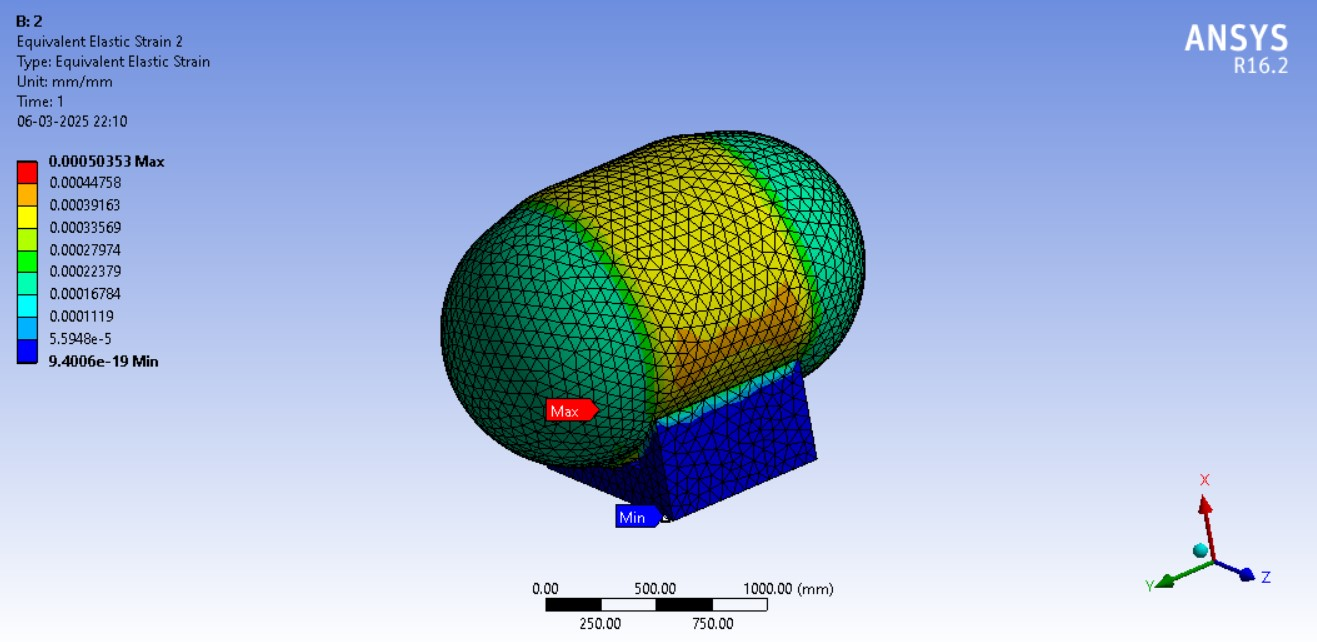 B: 2
Equivalent Elastic Strain 2
Type: Equivalent Elastic Strain
Unit: mm/mm
Time: 1
06-03-2025 22:10
ANSYS
R16.2
0.00050353 Max
0.00044758
0.00039163
0.00033569
0.00027974
0.00022379
0.00016784
0.0001119
5.5948e-5
9.4006e-19 Min
Max
Min
0.00 500.00 1000.00 (mm)
250.00 750.00
X
Y
Z